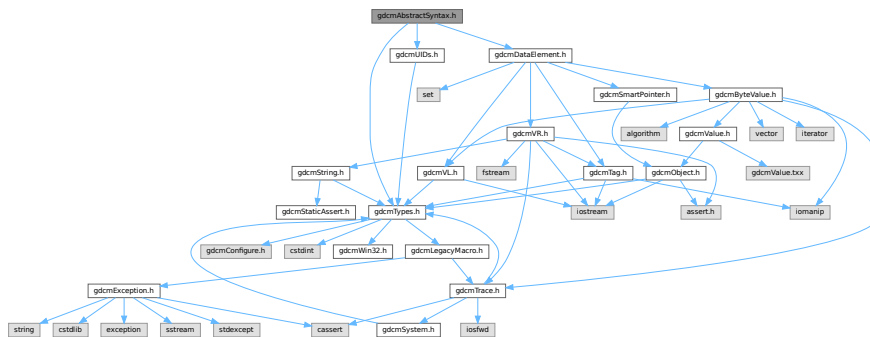 gdcmAbstractSyntax.h
gdcmUIDs.h
gdcmDataElement.h
set
gdcmSmartPointer.h
gdcmByteValue.h
gdcmVR.h
algorithm
gdcmValue.h
vector
iterator
gdcmString.h
fstream
gdcmVL.h
gdcmTag.h
gdcmObject.h
gdcmValue.txx
gdcmStaticAssert.h
gdcmTypes.h
iostream
assert.h
iomanip
gdcmConfigure.h
cstdint
gdcmWin32.h
gdcmLegacyMacro.h
gdcmException.h
gdcmTrace.h
string
cstdlib
exception
sstream
stdexcept
cassert
gdcmSystem.h
iosfwd